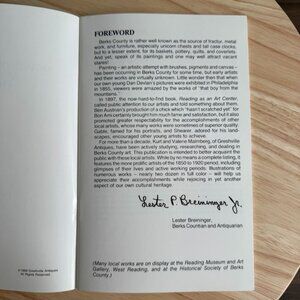 FOREWORD
Berks County is rather well known as the source of fractur, metal
work, and furniture, especially unicorn chests and tall case clocks,
but to a lesser extent, for its baskets, pottery, quilts, and coverlets.
And yet, speak of its paintings and one may well attract vacant
stares!
Painting – an artistic attempt with brushes, pigments and canvas –
has been occurring in Berks County for some time, but early artists
and their works are virtually unknown. Little wonder then that when
our own young Dan Devlan's pictures were exhibited in Philadelphia
in 1855, viewers were amazed by the works of "that boy from the
mountains."
In 1897, the now-hard-to-find book, Reading as an Art Center,
called public attention to our artists and told something about them.
Ben Austrian's production of a chick which "hasn't scratched yet" for
Bon Ami certainly brought him much fame and satisfaction, but it also
promoted greater respectability for the accomplishments of other
local artists, whose many works were sometimes of superior quality.
Gable, famed for his portraits, and Shearer, adored for his land-
scapes, encouraged other young artists to paint.
For more than a decade, Kurt and Valerie Malmberg, of Greshville
Antiques, have been actively studying, researching, and dealing in
Berks County art. This publication is intended to better acquaint the
public with these local artists. While by no means a complete listing, it
features the more prolific artists of the 1850 to 1920 period, including
glimpses of their lives and active working periods. Illustrations of
numerous works – nearly two dozen in full color – will help us
appreciate their accomplishments while rejoicing in yet another
aspect of our own cultural heritage.
Lester P Breininger Jr.
Lester Breininger,
Berks Countian and Antiquarian
Greshville Antiques
All Rights Reserved
(Many local works are on display at the Reading Museum and Art
Gallery, West Reading, and at the Historical Society of Berks
County.)